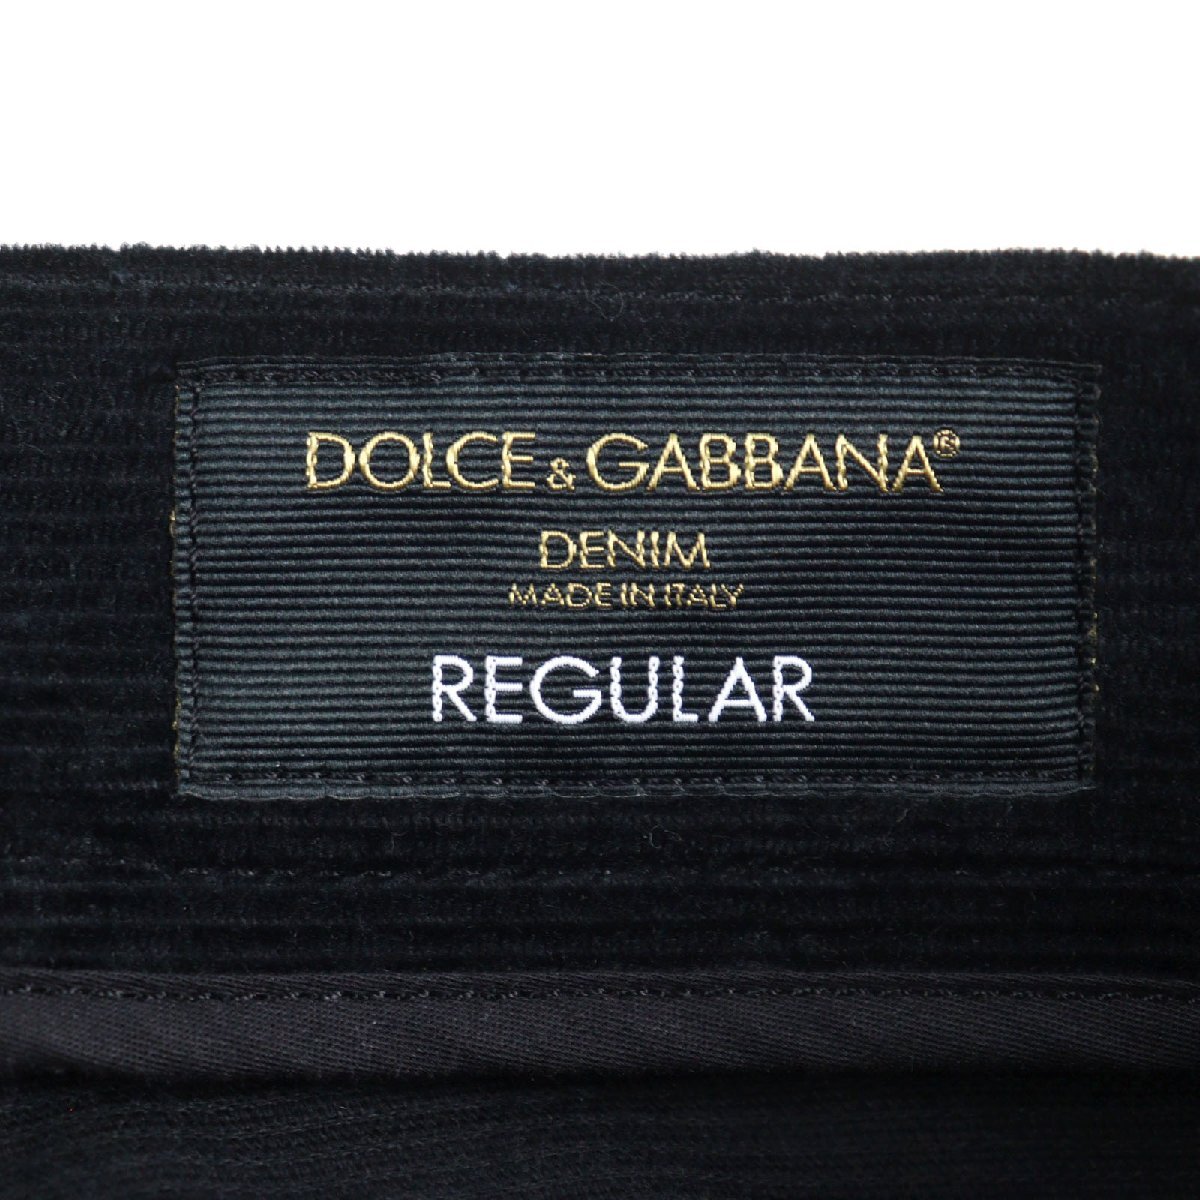 DOLCE & GABBANA®
DENIM
MADE IN ITALY
REGULAR